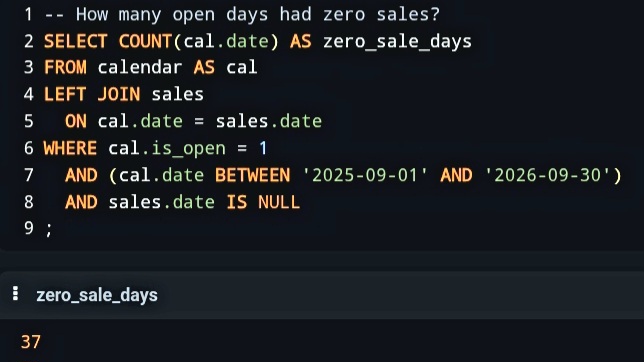 1 -- How many open days had zero sales?
2 SELECT COUNT(cal.date) AS zero_sale_days
3 FROM calendar AS cal
4 LEFT JOIN sales
5   ON cal.date = sales.date
6 WHERE cal.is_open = 1
7   AND (cal.date BETWEEN '2025-09-01' AND '2026-09-30')
8   AND sales.date IS NULL
9 ;
zero_sale_days
37